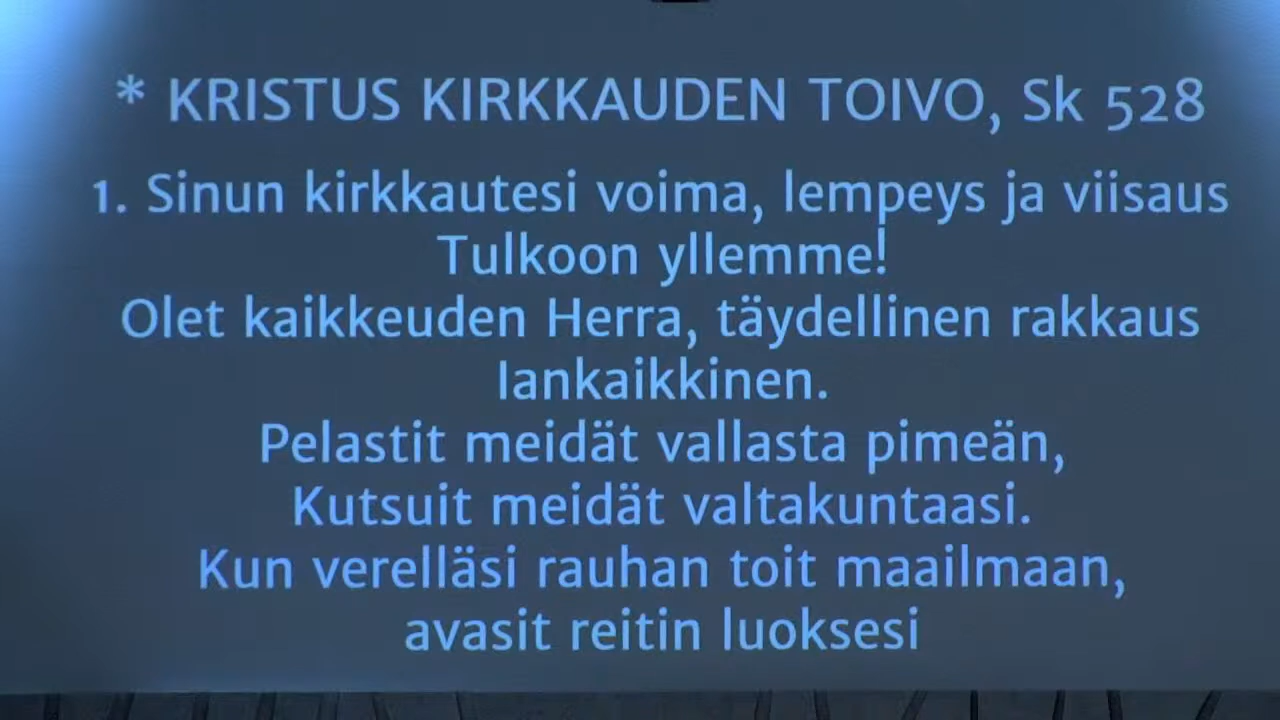 * KRISTUS KIRKKAUDEN TOIVO, Sk 528
1. Sinun kirkkautesi voima, lempeys ja viisaus
Tulkoon yllemme!
Olet kaikkeuden Herra, täydellinen rakkaus
Iankaikkinen.
Pelastit meidät vallasta pimeän,
Kutsuit meidät valtakuntaasi.
Kun verelläsi rauhan toit maailmaan,
avasit reitin luoksesi